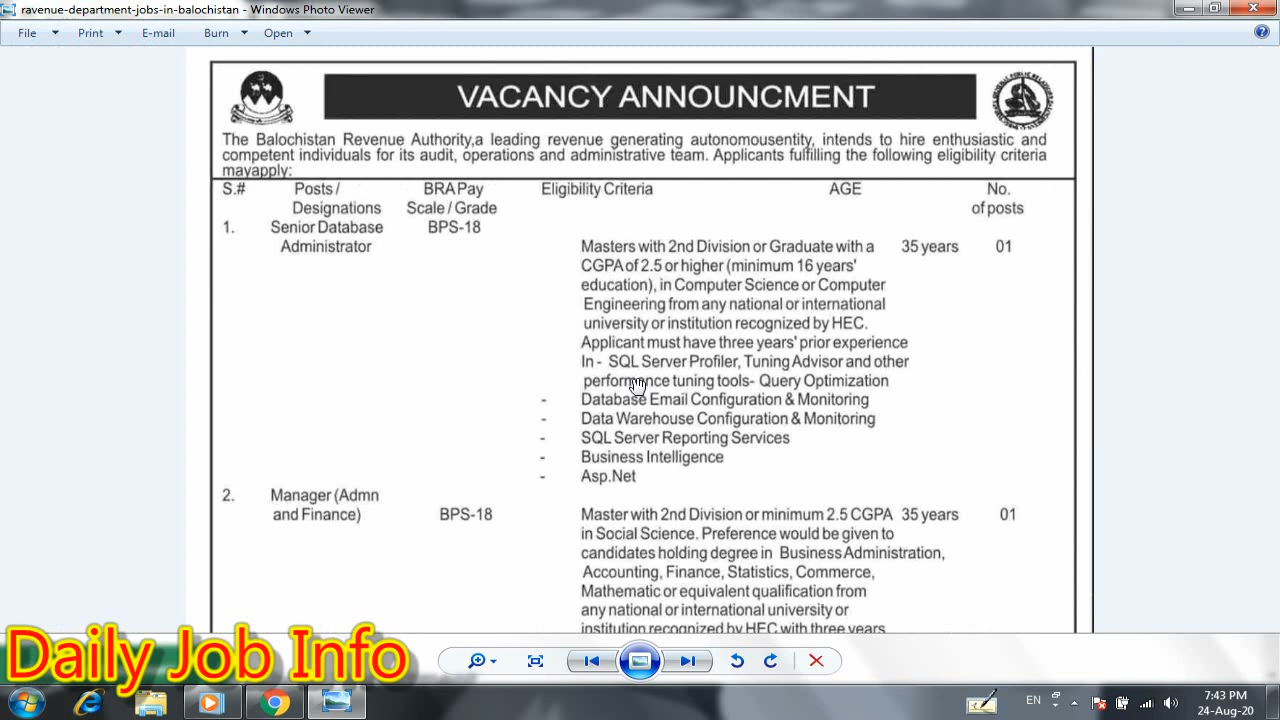 ravenue-department-jobs-in-balochistan - Windows Photo Viewer
File Print E-mail Burn Open
VACANCY ANNOUNCMENT
The Balochistan Revenue Authority,a leading revenue generating autonomousentity, intends to hire enthusiastic and
competent individuals for its audit, operations and administrative team. Applicants fulfilling the following eligibility criteria
mayapply:
S.# Posts / BRA Pay Eligibility Criteria AGE No.
Designations Scale / Grade of posts
1. Senior Database BPS-18
Administrator Masters with 2nd Division or Graduate with a 35 years 01
CGPA of 2.5 or higher (minimum 16 years'
education), in Computer Science or Computer
Engineering from any national or international
university or institution recognized by HEC.
Applicant must have three years' prior experience
In - SQL Server Profiler, Tuning Advisor and other
performance tuning tools- Query Optimization
- Database Email Configuration & Monitoring
- Data Warehouse Configuration & Monitoring
- SQL Server Reporting Services
- Business Intelligence
- Asp.Net
2. Manager (Admn
and Finance) BPS-18 Master with 2nd Division or minimum 2.5 CGPA 35 years 01
in Social Science. Preference would be given to
candidates holding degree in Business Administration,
Accounting, Finance, Statistics, Commerce,
Mathematic or equivalent qualification from
any national or international university or
institution recognized by HEC with three years
Daily Job Info
EN
7:43 PM
24-Aug-20